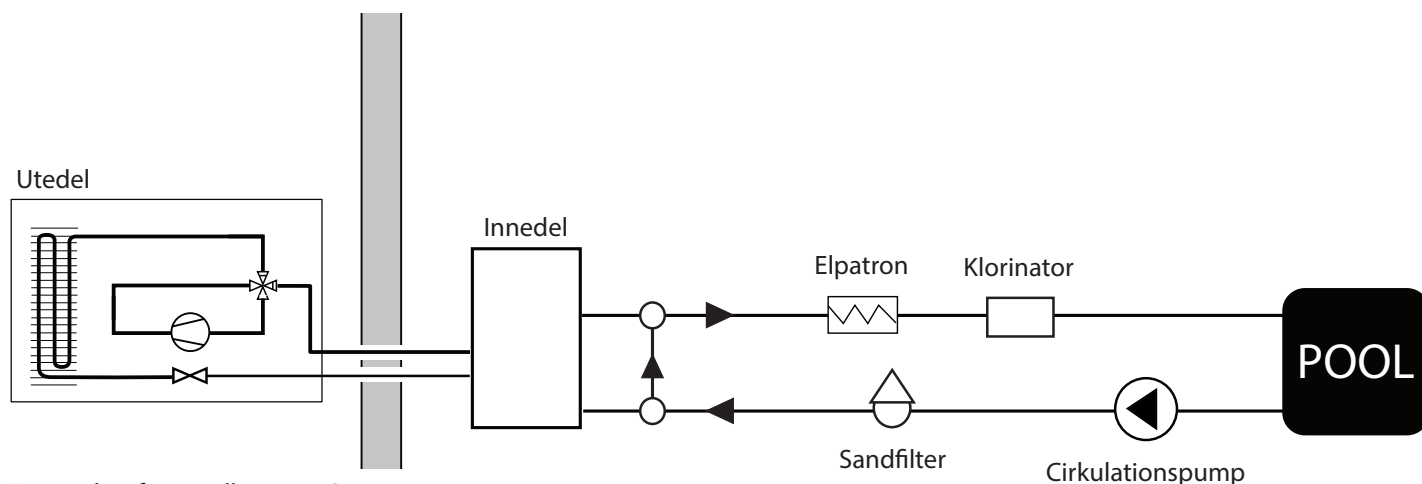 Utedel
Innedel
Elpatron
Klorinator
POOL
Sandfilter
Cirkulationspump